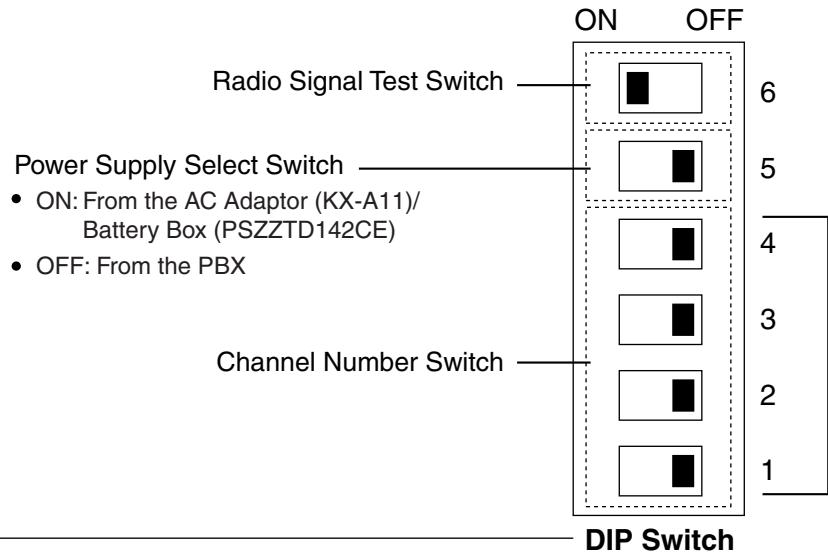 ON OFF
Radio Signal Test Switch
6
Power Supply Select Switch
5
• ON: From the AC Adaptor (KX-A11)/
Battery Box (PSZZTD142CE)
• OFF: From the PBX
4
3
Channel Number Switch
2
1
DIP Switch